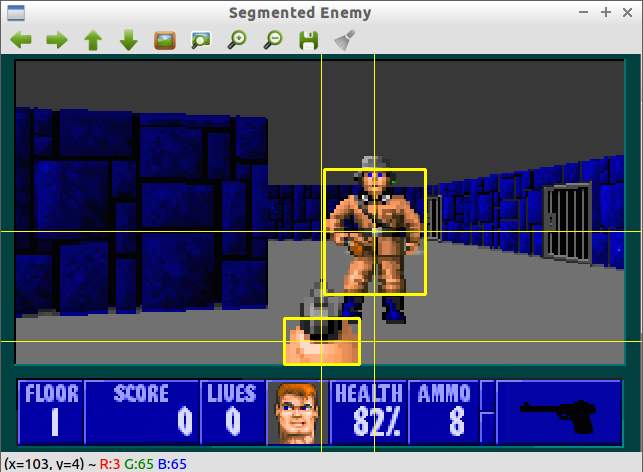 Segmented Enemy
FLOOR SCORE LIVES HEALTH AMMO
1 0 0 82% 8
(x=103, y=4) ~ R:3 G:65 B:65